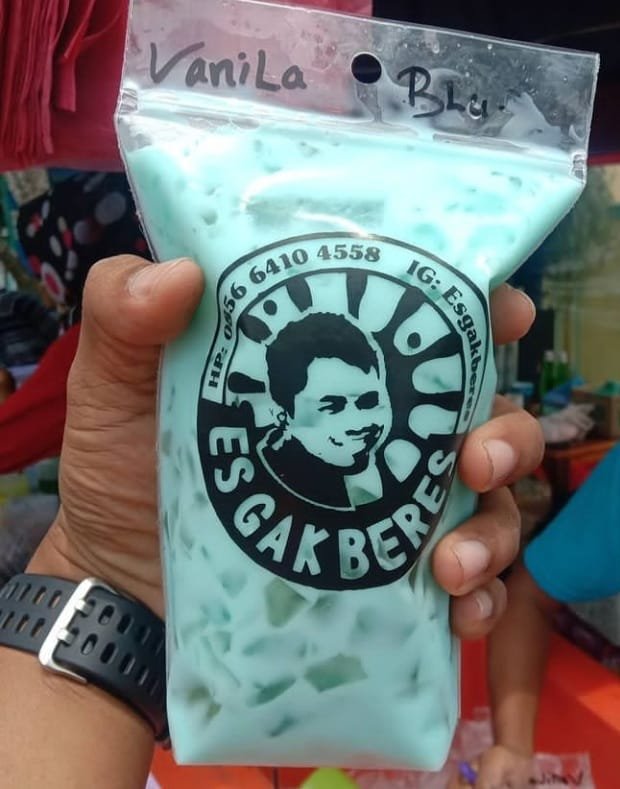 VaniLa BLu
HP: 0856 6410 4558 IG: Esgakberes
ES GAK BERES